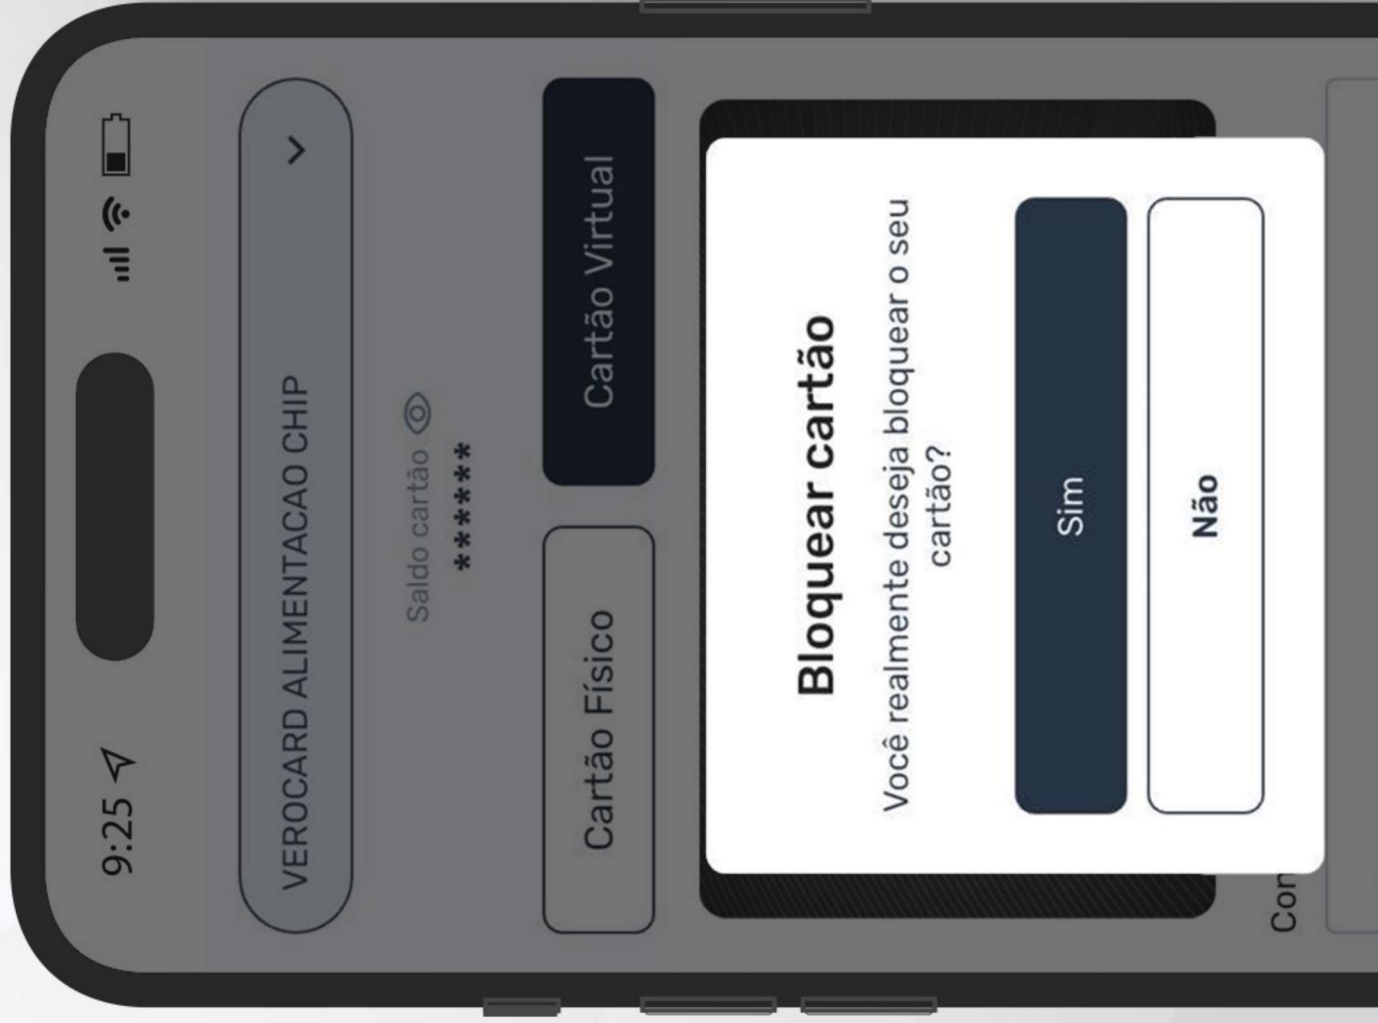 9:25
VEROCARD ALIMENTACAO CHIP
Saldo cartão
******
Cartão Físico
Cartão Virtual
Bloquear cartão
Você realmente deseja bloquear o seu
cartão?
Sim
Não
Con